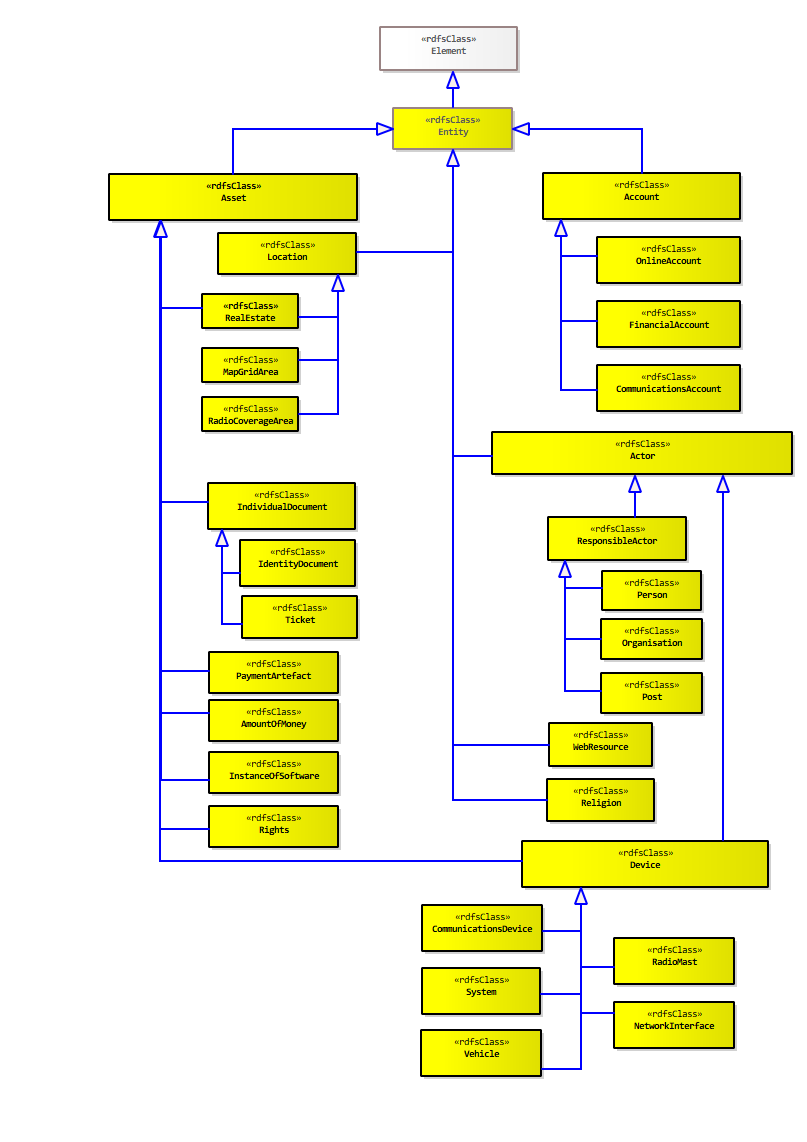 «rdfsClass»
Element
«rdfsClass»
Entity
«rdfsClass»
Asset
«rdfsClass»
Account
«rdfsClass»
Location
«rdfsClass»
OnlineAccount
«rdfsClass»
RealEstate
«rdfsClass»
FinancialAccount
«rdfsClass»
MapGridArea
«rdfsClass»
CommunicationsAccount
«rdfsClass»
RadioCoverageArea
«rdfsClass»
Actor
«rdfsClass»
IndividualDocument
«rdfsClass»
ResponsibleActor
«rdfsClass»
IdentityDocument
«rdfsClass»
Person
«rdfsClass»
Ticket
«rdfsClass»
Organisation
«rdfsClass»
PaymentArtefact
«rdfsClass»
Post
«rdfsClass»
AmountOfMoney
«rdfsClass»
WebResource
«rdfsClass»
InstanceOfSoftware
«rdfsClass»
Religion
«rdfsClass»
Rights
«rdfsClass»
Device
«rdfsClass»
CommunicationsDevice
«rdfsClass»
RadioMast
«rdfsClass»
System
«rdfsClass»
NetworkInterface
«rdfsClass»
Vehicle